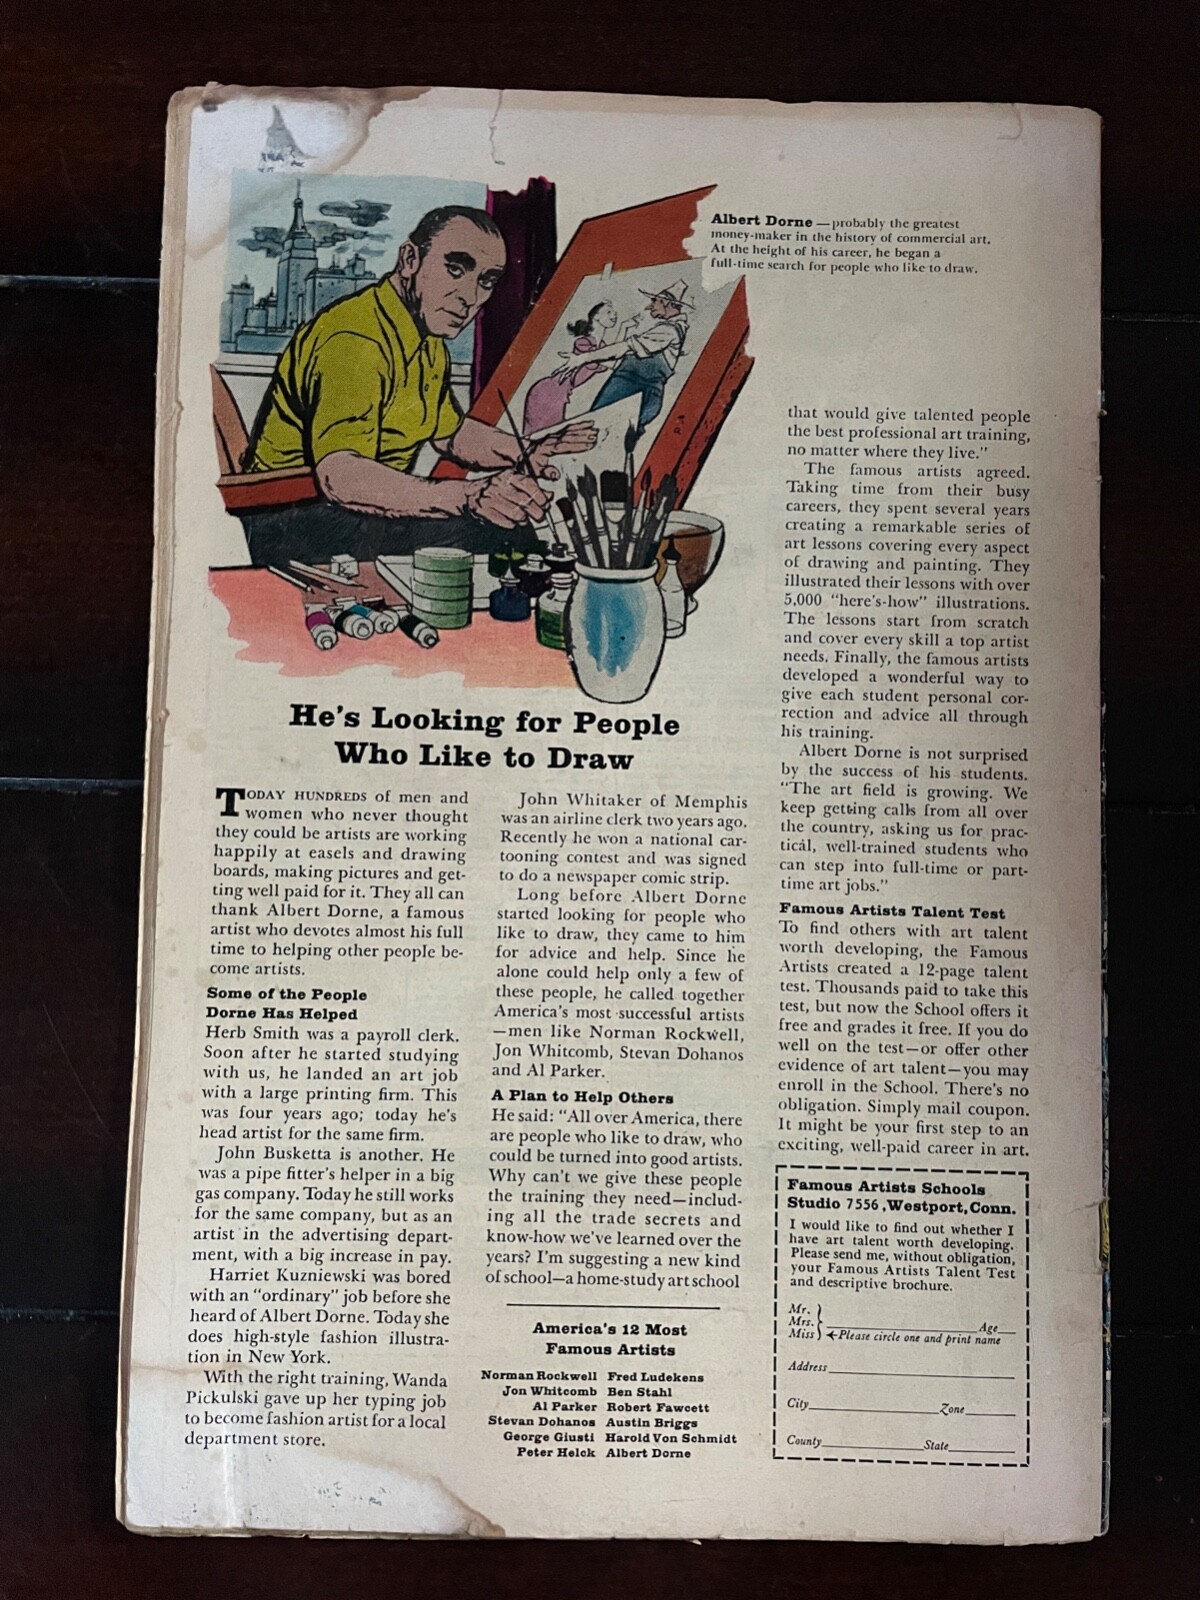 Albert Dorne — probably the greatest
money-maker in the history of commercial art.
At the height of his career, he began a
full-time search for people who like to draw.
He's Looking for People
Who Like to Draw
TODAY HUNDREDS of men and
women who never thought
they could be artists are working
happily at easels and drawing
boards, making pictures and get-
ting well paid for it. They all can
thank Albert Dorne, a famous
artist who devotes almost his full
time to helping other people be-
come artists.
Some of the People
Dorne Has Helped
Herb Smith was a payroll clerk.
Soon after he started studying
with us, he landed an art job
with a large printing firm. This
was four years ago; today he's
head artist for the same firm.
John Busketta is another. He
was a pipe fitter's helper in a big
gas company. Today he still works
for the same company, but as an
artist in the advertising depart-
ment, with a big increase in pay.
Harriet Kuzniewski was bored
with an "ordinary" job before she
heard of Albert Dorne. Today she
does high-style fashion illustra-
tion in New York.
With the right training, Wanda
Pickulski gave up her typing job
to become fashion artist for a local
department store.
John Whitaker of Memphis
was an airline clerk two years ago.
Recently he won a national car-
tooning contest and was signed
to do a newspaper comic strip.
Long before Albert Dorne
started looking for people who
like to draw, they came to him
for advice and help. Since he
alone could help only a few of
these people, he called together
America's most successful artists
—men like Norman Rockwell,
Jon Whitcomb, Stevan Dohanos
and Al Parker.
A Plan to Help Others
He said: "All over America, there
are people who like to draw, who
could be turned into good artists.
Why can't we give these people
the training they need—includ-
ing all the trade secrets and
know-how we've learned over the
years? I'm suggesting a new kind
of school—a home-study art school
America's 12 Most
Famous Artists
Norman Rockwell Fred Ludekens
Jon Whitcomb Ben Stahl
Al Parker Robert Fawcett
Stevan Dohanos Austin Briggs
George Giusti Harold Von Schmidt
Peter Helck Albert Dorne
that would give talented people
the best professional art training,
no matter where they live."
The famous artists agreed.
Taking time from their busy
careers, they spent several years
creating a remarkable series of
art lessons covering every aspect
of drawing and painting. They
illustrated their lessons with over
5,000 "here's-how" illustrations.
The lessons start from scratch
and cover every skill a top artist
needs. Finally, the famous artists
developed a wonderful way to
give each student personal cor-
rection and advice all through
his training.
Albert Dorne is not surprised
by the success of his students.
"The art field is growing. We
keep getting calls from all over
the country, asking us for prac-
tical, well-trained students who
can step into full-time or part-
time art jobs."
Famous Artists Talent Test
To find others with art talent
worth developing, the Famous
Artists created a 12-page talent
test. Thousands paid to take this
test, but now the School offers it
free and grades it free. If you do
well on the test—or offer other
evidence of art talent—you may
enroll in the School. There's no
obligation. Simply mail coupon.
It might be your first step to an
exciting, well-paid career in art.
Famous Artists Schools
Studio 7556, Westport, Conn.
I would like to find out whether I
have art talent worth developing.
Please send me, without obligation,
your Famous Artists Talent Test
and descriptive brochure.
Mr.
Mrs. Age
Miss ←Please circle one and print name
Address
City Zone
County State